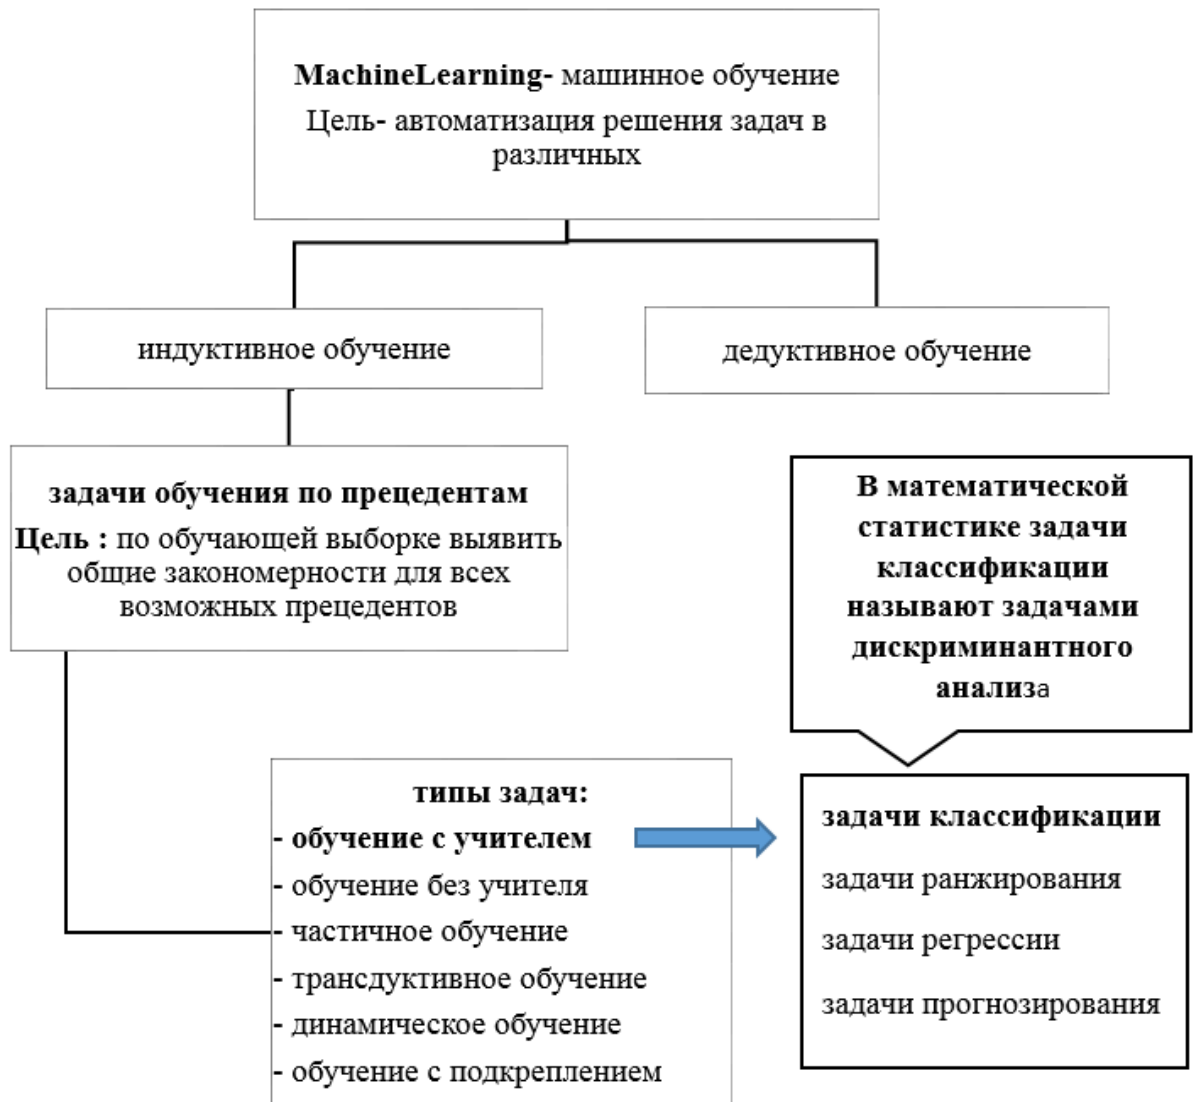 MachineLearning- машинное обучение
Цель- автоматизация решения задач в
различных
индуктивное обучение
дедуктивное обучение
задачи обучения по прецедентам
Цель : по обучающей выборке выявить
общие закономерности для всех
возможных прецедентов
В математической
статистике задачи
классификации
называют задачами
дискриминантного
анализа
типы задач:
- обучение с учителем
- обучение без учителя
- частичное обучение
- трансдуктивное обучение
- динамическое обучение
- обучение с подкреплением
задачи классификации
задачи ранжирования
задачи регрессии
задачи прогнозирования